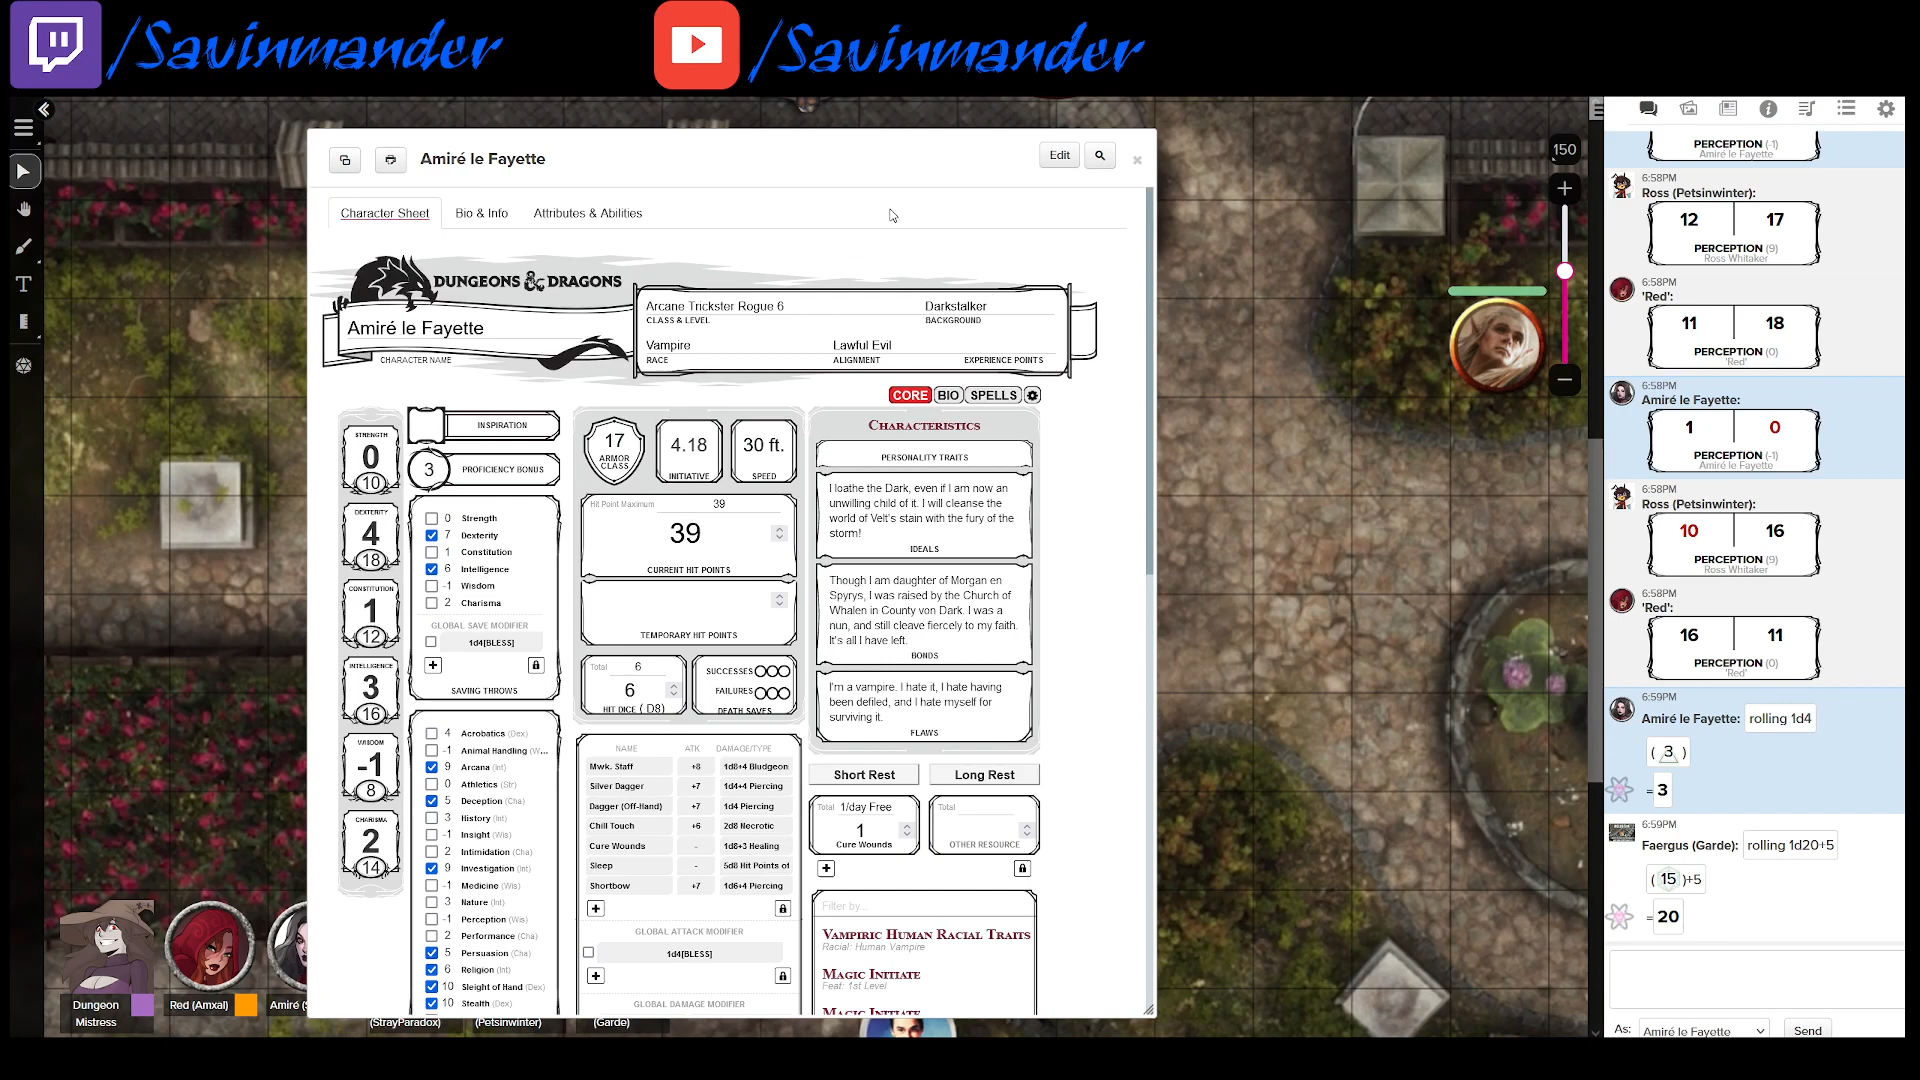 /Savinmander
/Savinmander
Amiré le Fayette
Edit
Character Sheet
Bio & Info
Attributes & Abilities
DUNGEONS & DRAGONS
Amiré le Fayette
CHARACTER NAME
Arcane Trickster Rogue 6
Darkstalker
CLASS & LEVEL
BACKGROUND
Vampire
Lawful Evil
RACE
ALIGNMENT
EXPERIENCE POINTS
CORE
BIO
SPELLS
STRENGTH
0
10
DEXTERITY
4
18
CONSTITUTION
1
12
INTELLIGENCE
3
16
WISDOM
-1
8
CHARISMA
2
14
INSPIRATION
3
PROFICIENCY BONUS
0 Strength
7 Dexterity
1 Constitution
6 Intelligence
-1 Wisdom
2 Charisma
GLOBAL SAVE MODIFIER
1d4[BLESS]
+
SAVING THROWS
4 Acrobatics (Dex)
-1 Animal Handling (W...
9 Arcana (Int)
0 Athletics (Str)
5 Deception (Cha)
3 History (Int)
-1 Insight (Wis)
2 Intimidation (Cha)
9 Investigation (Int)
-1 Medicine (Wis)
3 Nature (Int)
-1 Perception (Wis)
2 Performance (Cha)
5 Persuasion (Cha)
6 Religion (Int)
10 Sleight of Hand (Dex)
10 Stealth (Dex)
17
ARMOR
CLASS
4.18
INITIATIVE
30 ft.
SPEED
Hit Point Maximum 39
39
CURRENT HIT POINTS
TEMPORARY HIT POINTS
Total 6
6
HIT DICE ( D8)
SUCCESSES
FAILURES
DEATH SAVES
NAME ATK DAMAGE/TYPE
Mwk. Staff +8 1d8+4 Bludgeon
Silver Dagger +7 1d4+4 Piercing
Dagger (Off-Hand) +7 1d4 Piercing
Chill Touch +6 2d8 Necrotic
Cure Wounds - 1d8+3 Healing
Sleep - 5d8 Hit Points of
Shortbow +7 1d6+4 Piercing
+
GLOBAL ATTACK MODIFIER
1d4[BLESS]
+
GLOBAL DAMAGE MODIFIER
CHARACTERISTICS
PERSONALITY TRAITS
I loathe the Dark, even if I am now an
unwilling child of it. I will cleanse the
world of Velt's stain with the fury of the
storm!
IDEALS
Though I am daughter of Morgan en
Spyrys, I was raised by the Church of
Whalen in County von Dark. I was a
nun, and still cleave fiercely to my faith.
It's all I have left.
BONDS
I'm a vampire. I hate it, I hate having
been defiled, and I hate myself for
surviving it.
FLAWS
Short Rest
Long Rest
Total 1/day Free
1
Cure Wounds
Total
OTHER RESOURCE
+
Filter by...
VAMPIRIC HUMAN RACIAL TRAITS
Racial: Human Vampire
MAGIC INITIATE
Feat: 1st Level
MAGIC INITIATE
150
Dungeon
Mistress
Red (Amxal)
Amiré (S
(StrayParadox)
(Petsinwinter)
(Garde)
PERCEPTION (-1)
Amiré le Fayette
6:58PM
Ross (Petsinwinter):
12 17
PERCEPTION (9)
Ross Whitaker
6:58PM
'Red':
11 18
PERCEPTION (0)
'Red'
6:58PM
Amiré le Fayette:
1 0
PERCEPTION (-1)
Amiré le Fayette
6:58PM
Ross (Petsinwinter):
10 16
PERCEPTION (9)
Ross Whitaker
6:58PM
'Red':
16 11
PERCEPTION (0)
'Red'
6:59PM
Amiré le Fayette: rolling 1d4
( 3 )
= 3
6:59PM
Faergus (Garde): rolling 1d20+5
( 15 )+5
= 20
As: Amiré le Fayette
Send